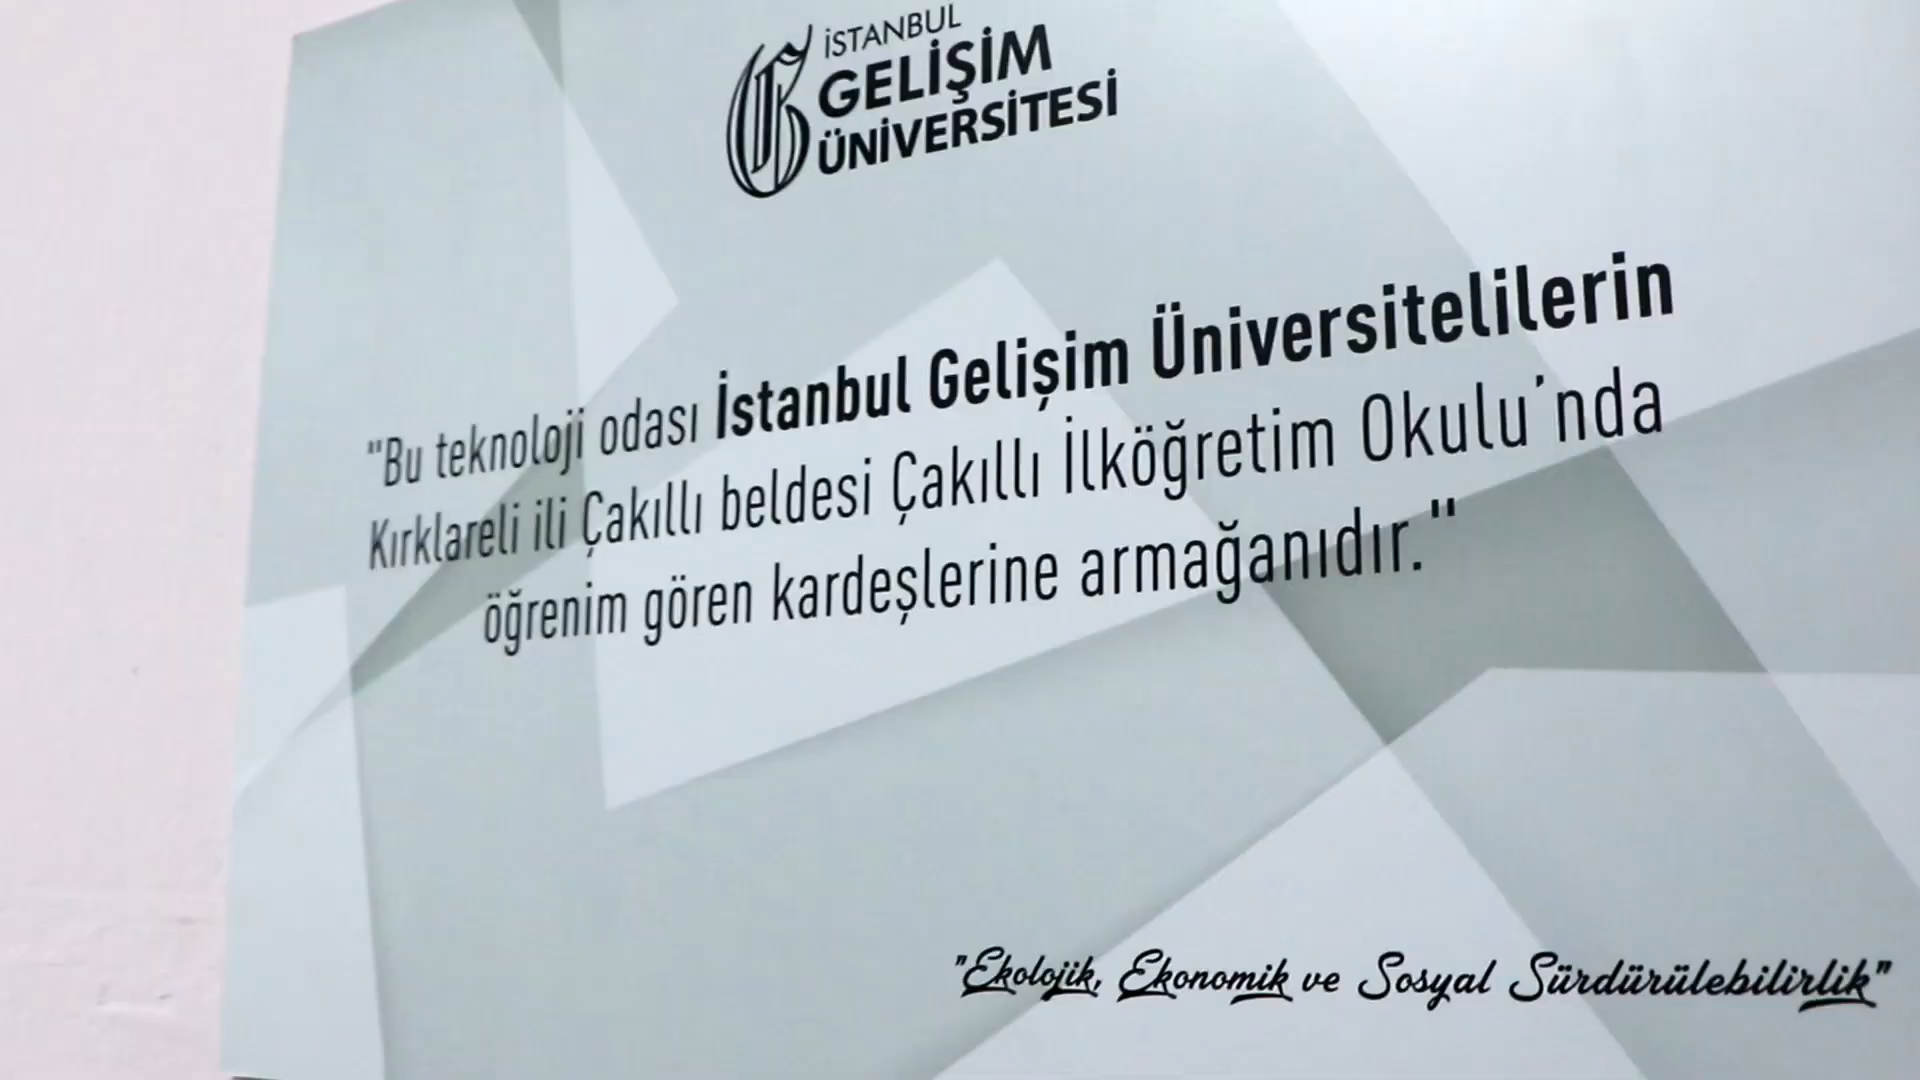 İSTANBUL
GELİŞİM
ÜNİVERSİTESİ
"Bu teknoloji odası İstanbul Gelişim Üniversitelilerin
Kırklareli ili Çakıllı beldesi Çakıllı İlköğretim Okulu'nda
öğrenim gören kardeşlerine armağanıdır."
"Ekolojik, Ekonomik ve Sosyal Sürdürülebilirlik"